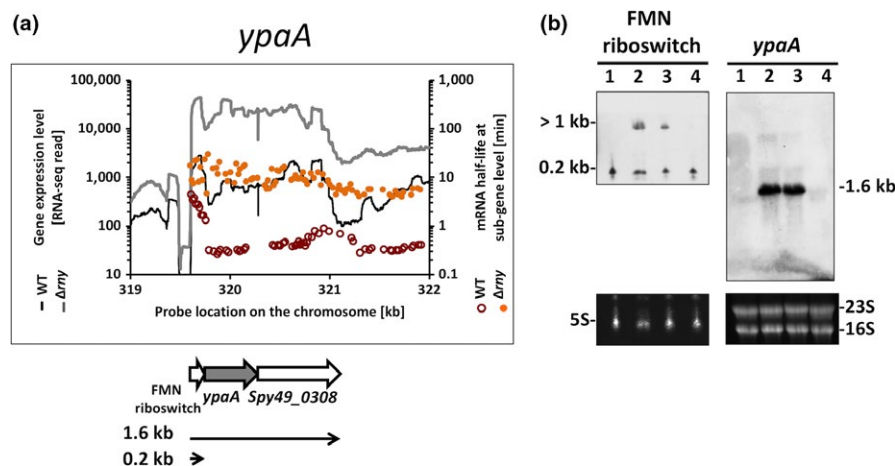 (a)
ypaA
Gene expression level
[RNA-seq read]
100,000
10,000
1,000
100
10
1,000
100
10
1
0.1
mRNA half-life at
sub-gene level [min]
319
320
321
322
Probe location on the chromosome [kb]
WT
Δrny
WT
Δrny
FMN
riboswitch
ypaA
Spy49_0308
1.6 kb
0.2 kb
(b)
FMN
riboswitch
1 2 3 4
> 1 kb-
0.2 kb-
5S-
ypaA
1 2 3 4
-1.6 kb
-23S
-16S